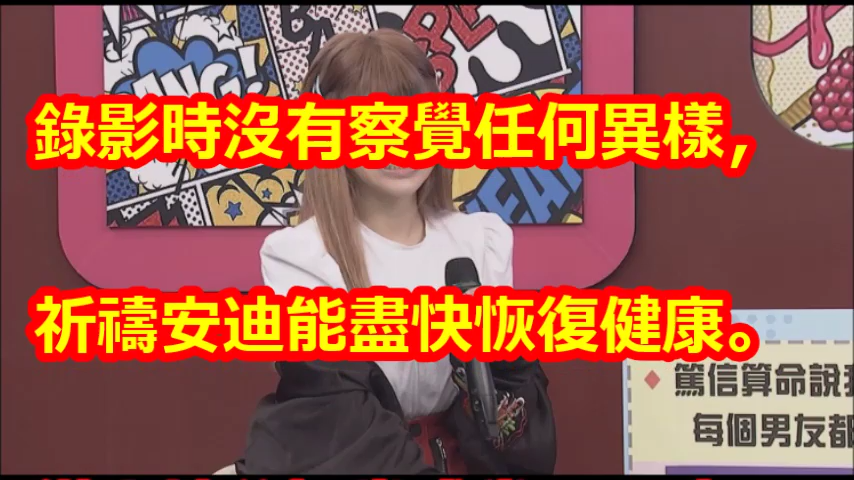 錄影時沒有察覺任何異樣，
祈禱安迪能盡快恢復健康。
篤信算命說
每個男友都